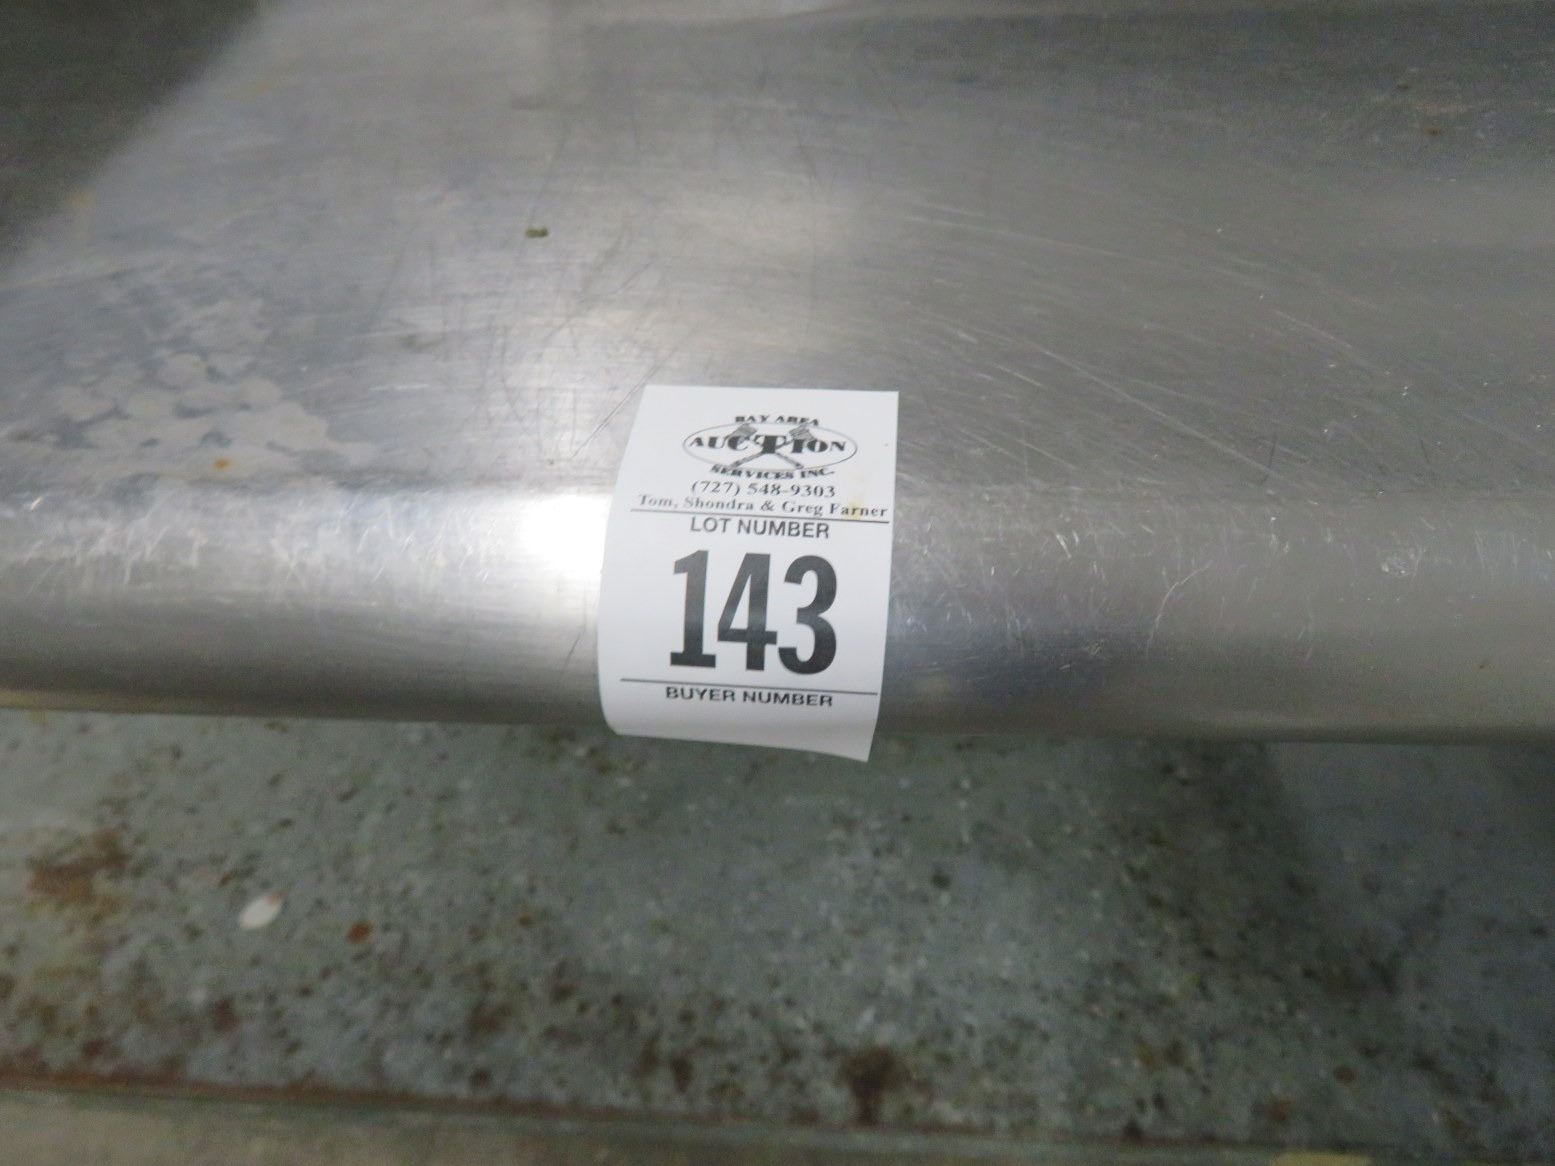 BAY AREA
AUCTION
SERVICES INC.
(727) 548-9303
Tom, Shondra & Greg Farner
LOT NUMBER
143
BUYER NUMBER